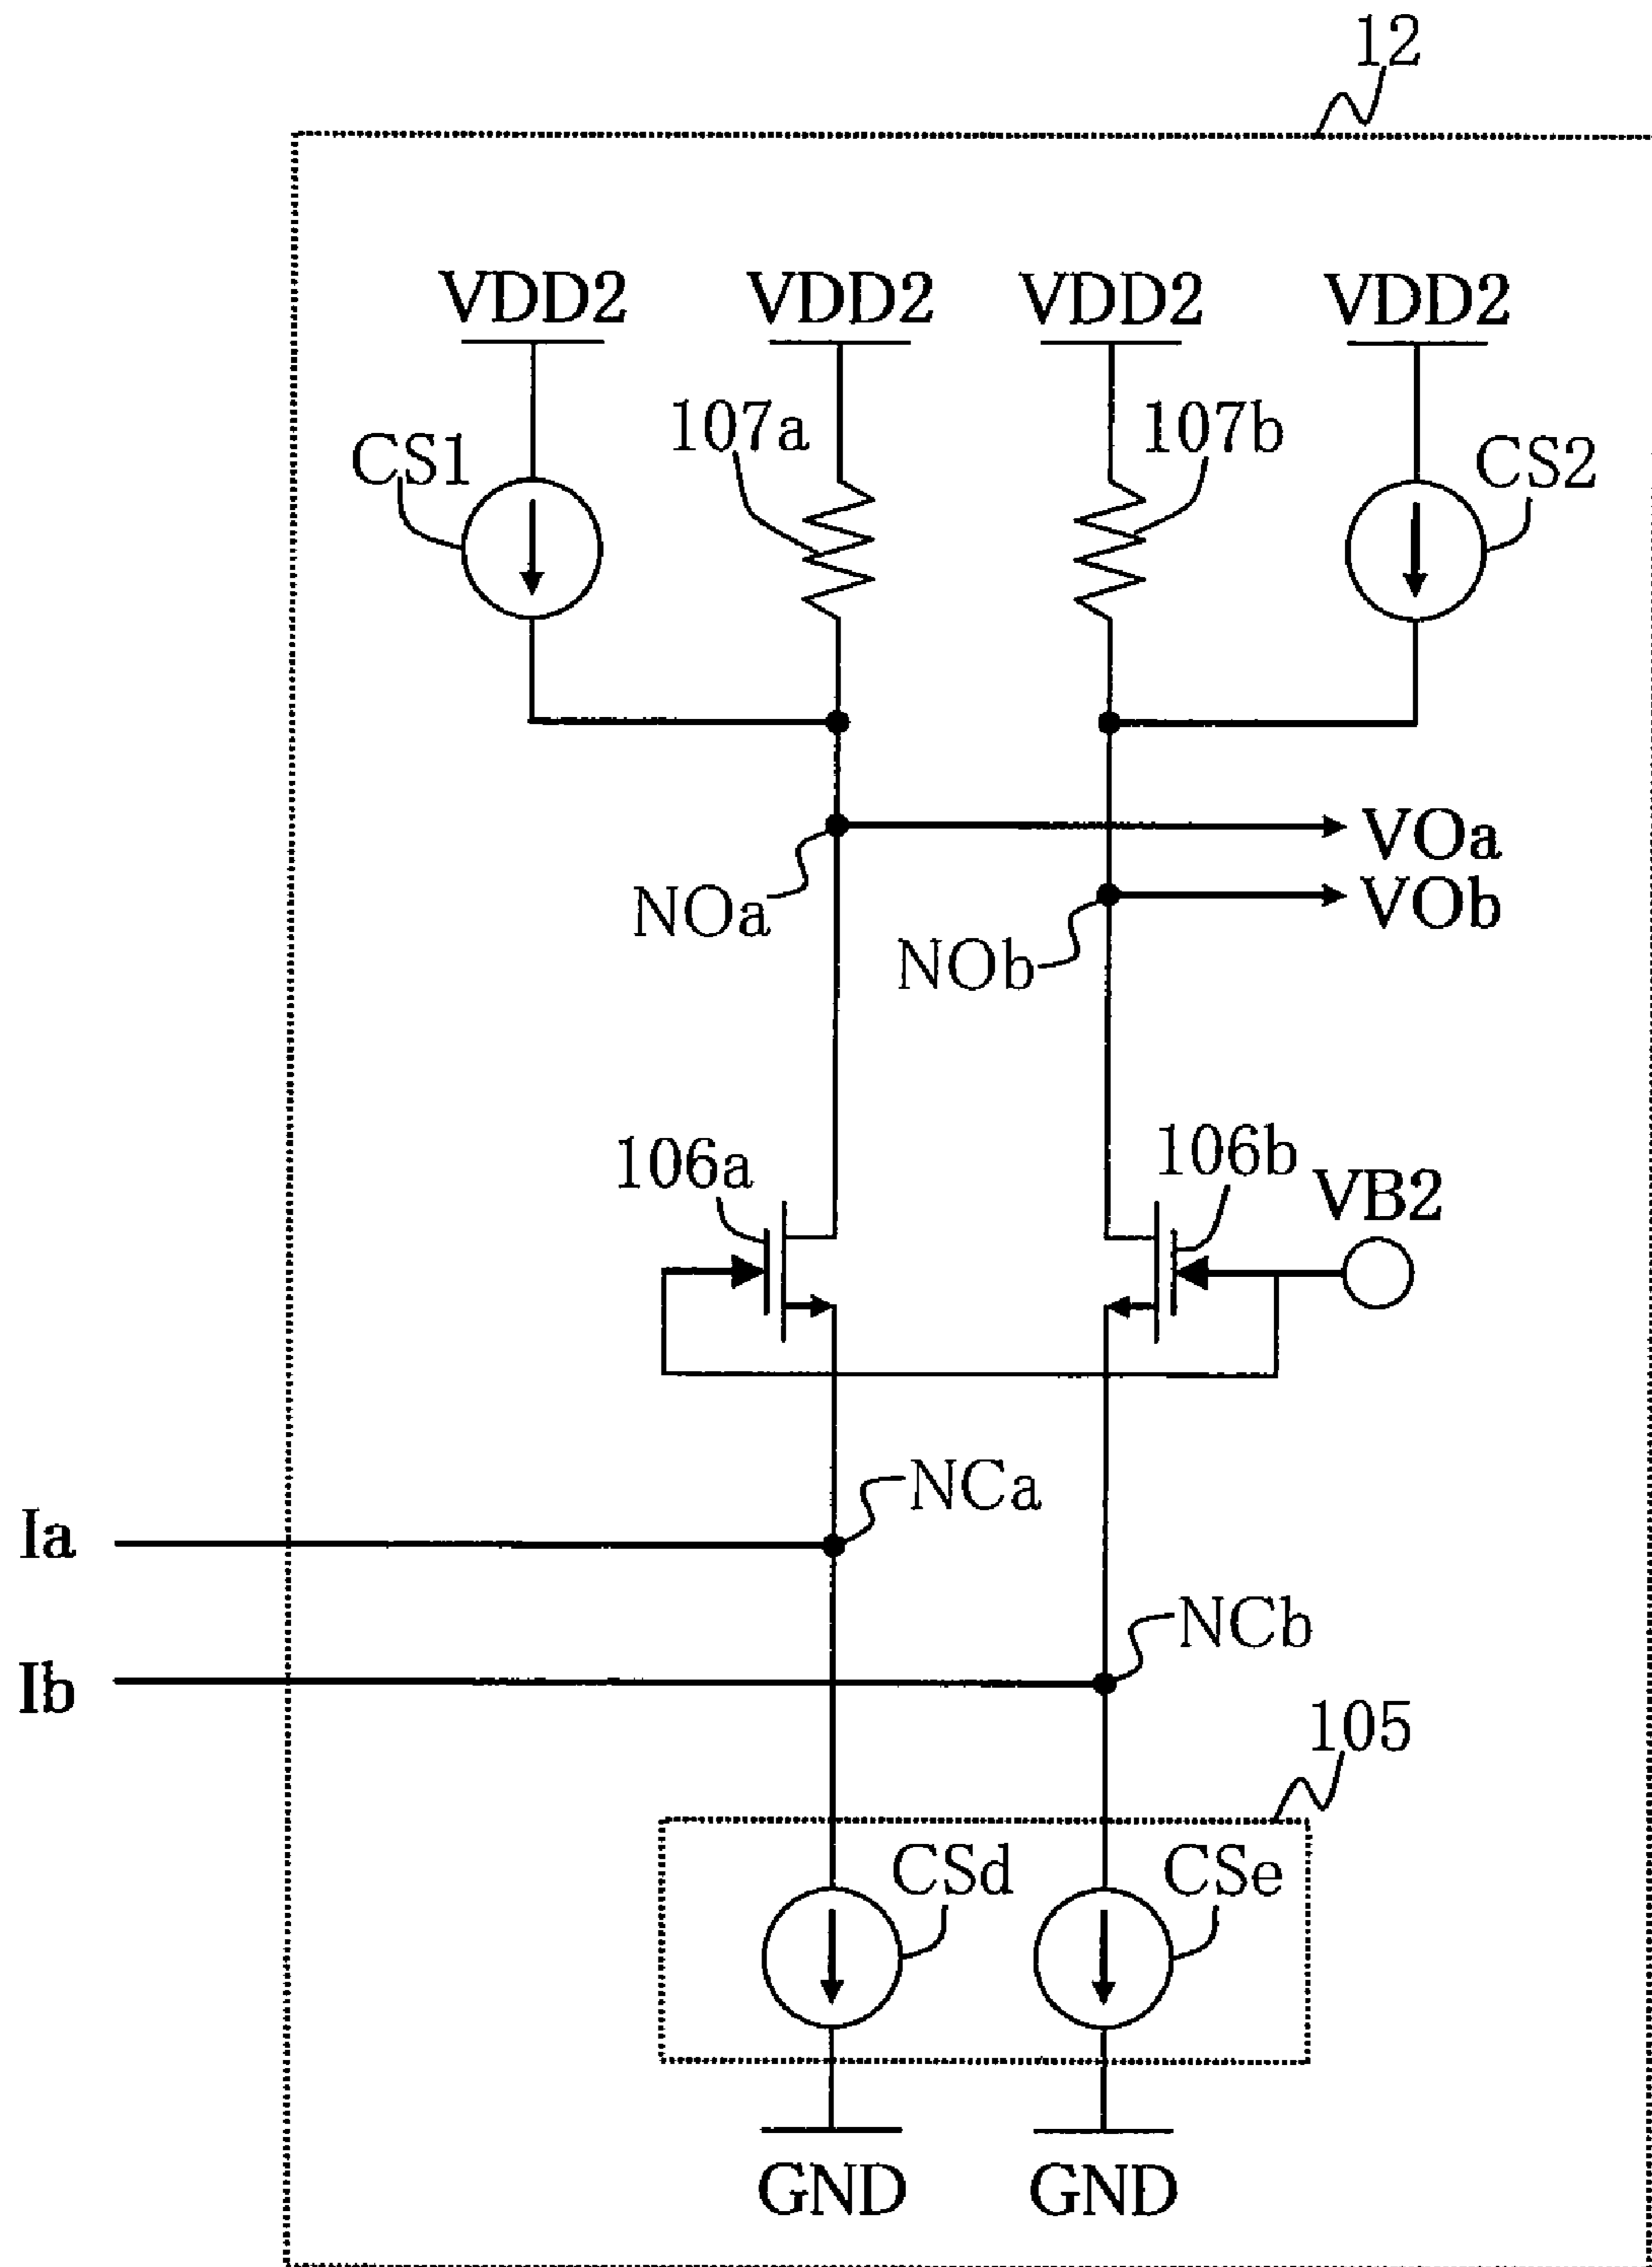 12
VDD2 VDD2 VDD2 VDD2
107a 107b
CS1 CS2
VOa
NOa VOb
NOb
106a 106b
VB2
NCa
Ia
NCb
Ib
105
CSd CSe
GND GND